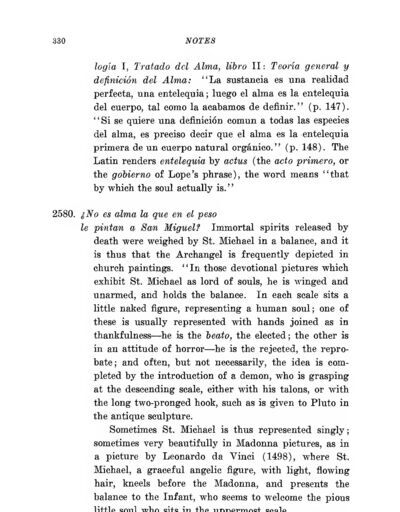 330 NOTES
logía I, Tratado del Alma, libro II: Teoría general y
definición del Alma: "La sustancia es una realidad
perfecta, una entelequia; luego el alma es la entelequia
del cuerpo, tal como la acabamos de definir." (p. 147).
"Si se quiere una definición comun a todas las especies
del alma, es preciso decir que el alma es la entelequia
primera de un cuerpo natural orgánico." (p. 148). The
Latin renders entelequia by actus (the acto primero, or
the gobierno of Lope's phrase), the word means "that
by which the soul actually is."
2580. ¿No es alma la que en el peso
le pintan a San Miguel? Immortal spirits released by
death were weighed by St. Michael in a balance, and it
is thus that the Archangel is frequently depicted in
church paintings. "In those devotional pictures which
exhibit St. Michael as lord of souls, he is winged and
unarmed, and holds the balance. In each scale sits a
little naked figure, representing a human soul; one of
these is usually represented with hands joined as in
thankfulness—he is the beato, the elected; the other is
in an attitude of horror—he is the rejected, the repro-
bate; and often, but not necessarily, the idea is com-
pleted by the introduction of a demon, who is grasping
at the descending scale, either with his talons, or with
the long two-pronged hook, such as is given to Pluto in
the antique sculpture.
Sometimes St. Michael is thus represented singly;
sometimes very beautifully in Madonna pictures, as in
a picture by Leonardo da Vinci (1498), where St.
Michael, a graceful angelic figure, with light, flowing
hair, kneels before the Madonna, and presents the
balance to the Infant, who seems to welcome the pious
little soul who sits in the uppermost scale.